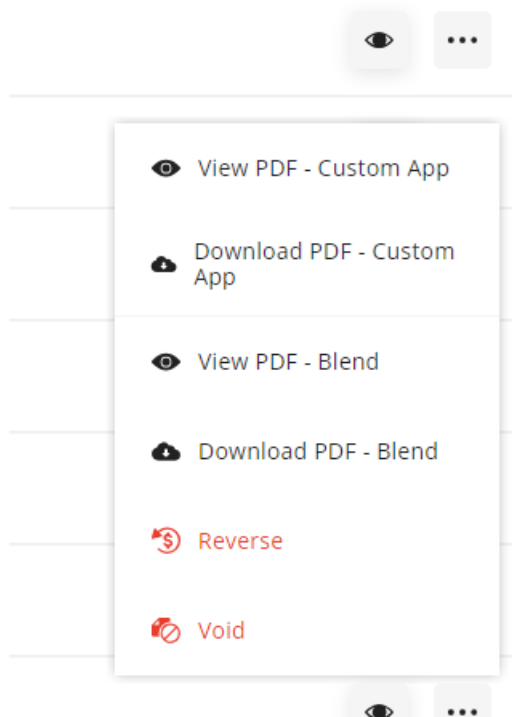 View PDF - Custom App
Download PDF - Custom
App
View PDF - Blend
Download PDF - Blend
Reverse
Void